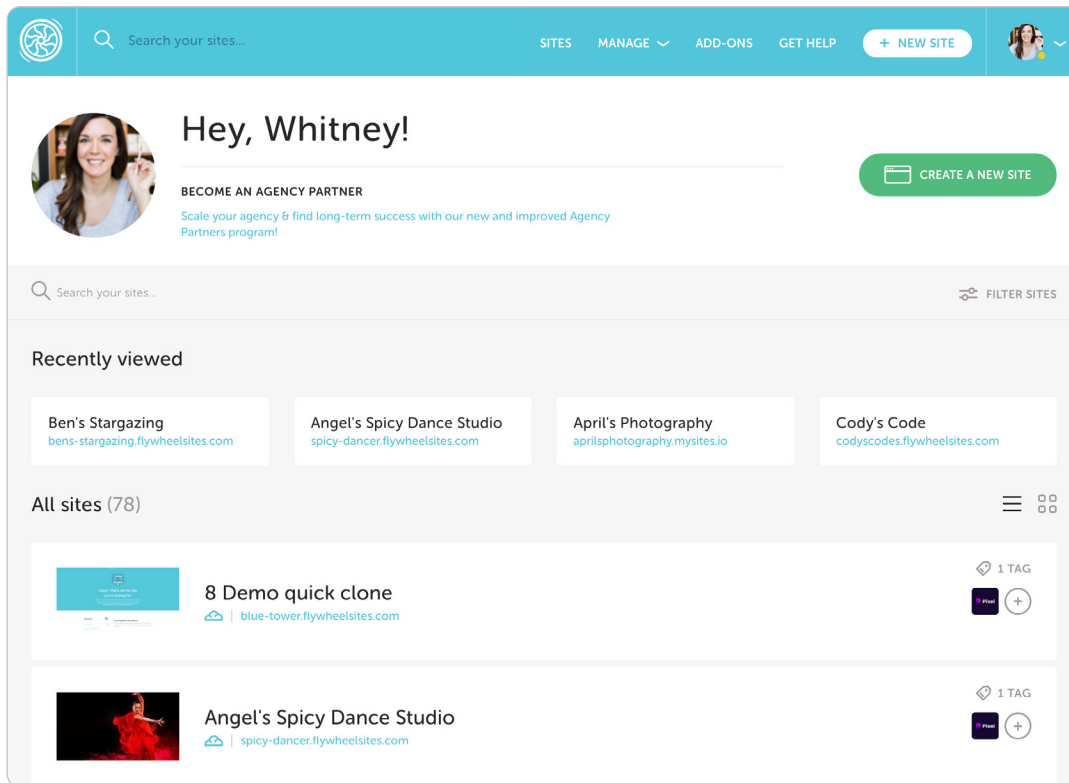 Search your sites...
SITES
MANAGE
ADD-ONS
GET HELP
+ NEW SITE
Hey, Whitney!
BECOME AN AGENCY PARTNER
Scale your agency & find long-term success with our new and improved Agency
Partners program!
CREATE A NEW SITE
Search your sites...
FILTER SITES
Recently viewed
Ben's Stargazing
bens-stargazing.flywheelsites.com
Angel's Spicy Dance Studio
spicy-dancer.flywheelsites.com
April's Photography
aprilsphotography.mysites.io
Cody's Code
codyscodes.flywheelsites.com
All sites (78)
8 Demo quick clone
blue-tower.flywheelsites.com
1 TAG
Pixel
Angel's Spicy Dance Studio
spicy-dancer.flywheelsites.com
1 TAG
Pixel